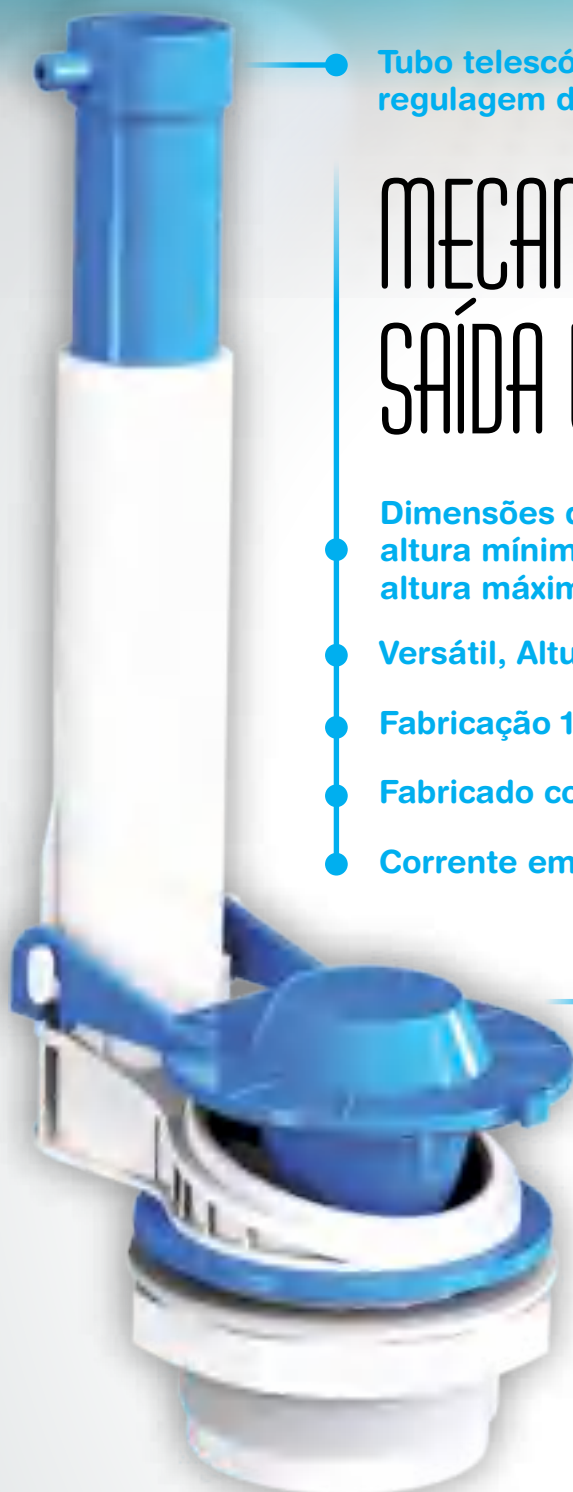 Tubo telescó
regulagem d
MECAN
SAÍDA
Dimensões d
altura mínim
altura máxim
Versátil, Altu
Fabricação 1
Fabricado co
Corrente em